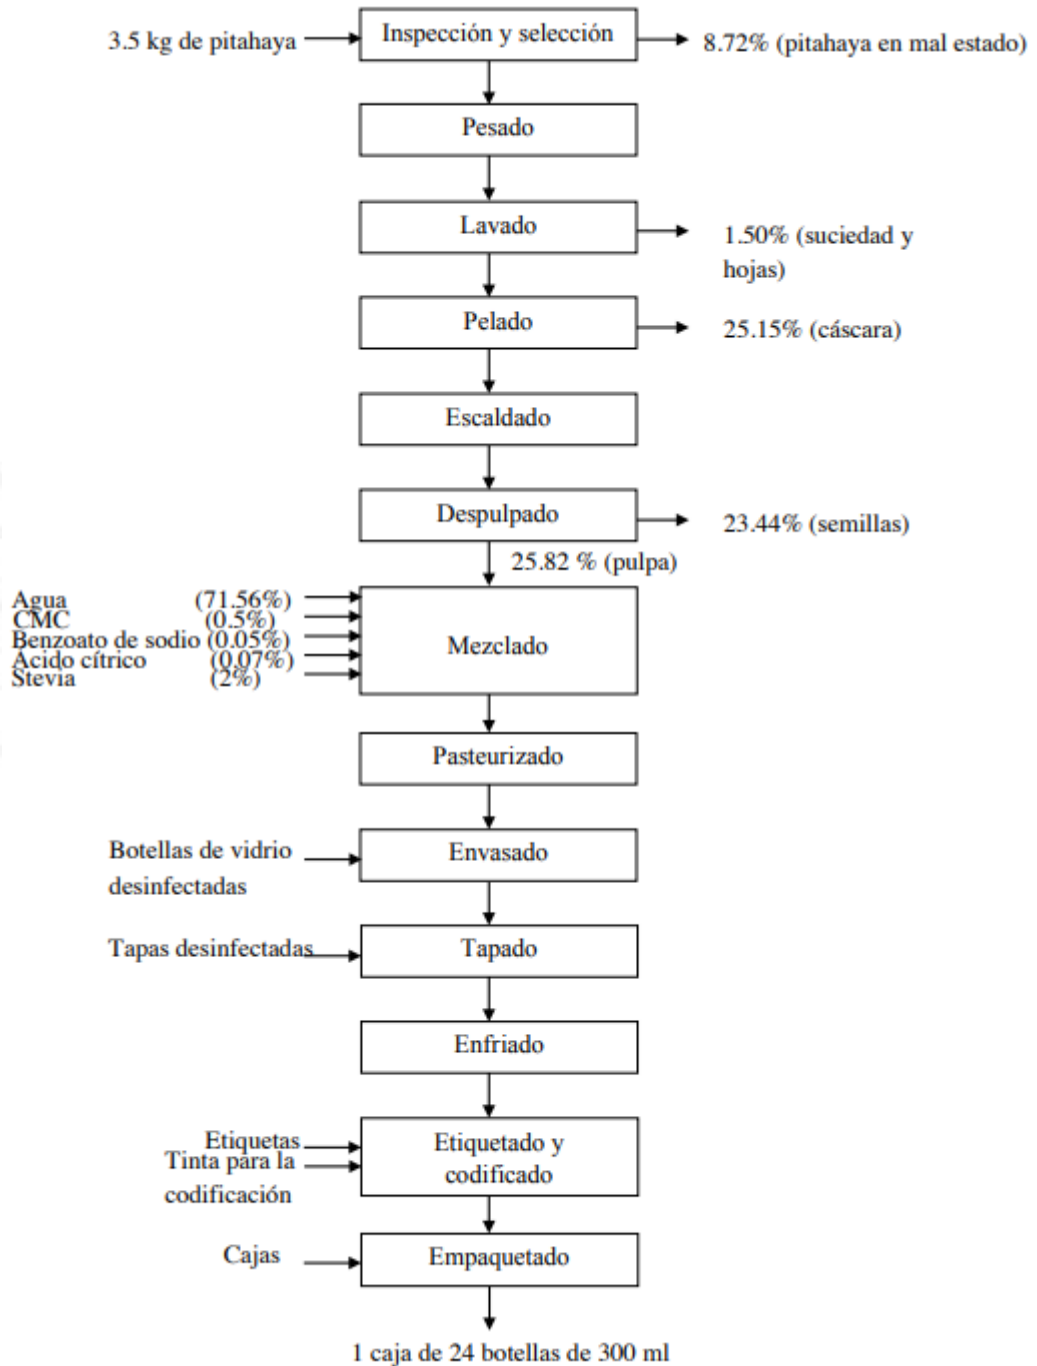 3.5 kg de pitahaya
Inspección y selección
8.72% (pitahaya en mal estado)
Pesado
Lavado
1.50% (suciedad y
hojas)
Pelado
25.15% (cáscara)
Escaldado
Despulpado
23.44% (semillas)
25.82 % (pulpa)
Agua (71.56%)
CMC (0.5%)
Benzoato de sodio (0.05%)
Ácido cítrico (0.07%)
Stevia (2%)
Mezclado
Pasteurizado
Botellas de vidrio
desinfectadas
Envasado
Tapas desinfectadas
Tapado
Enfriado
Etiquetas
Tinta para la
codificación
Etiquetado y
codificado
Cajas
Empaquetado
1 caja de 24 botellas de 300 ml